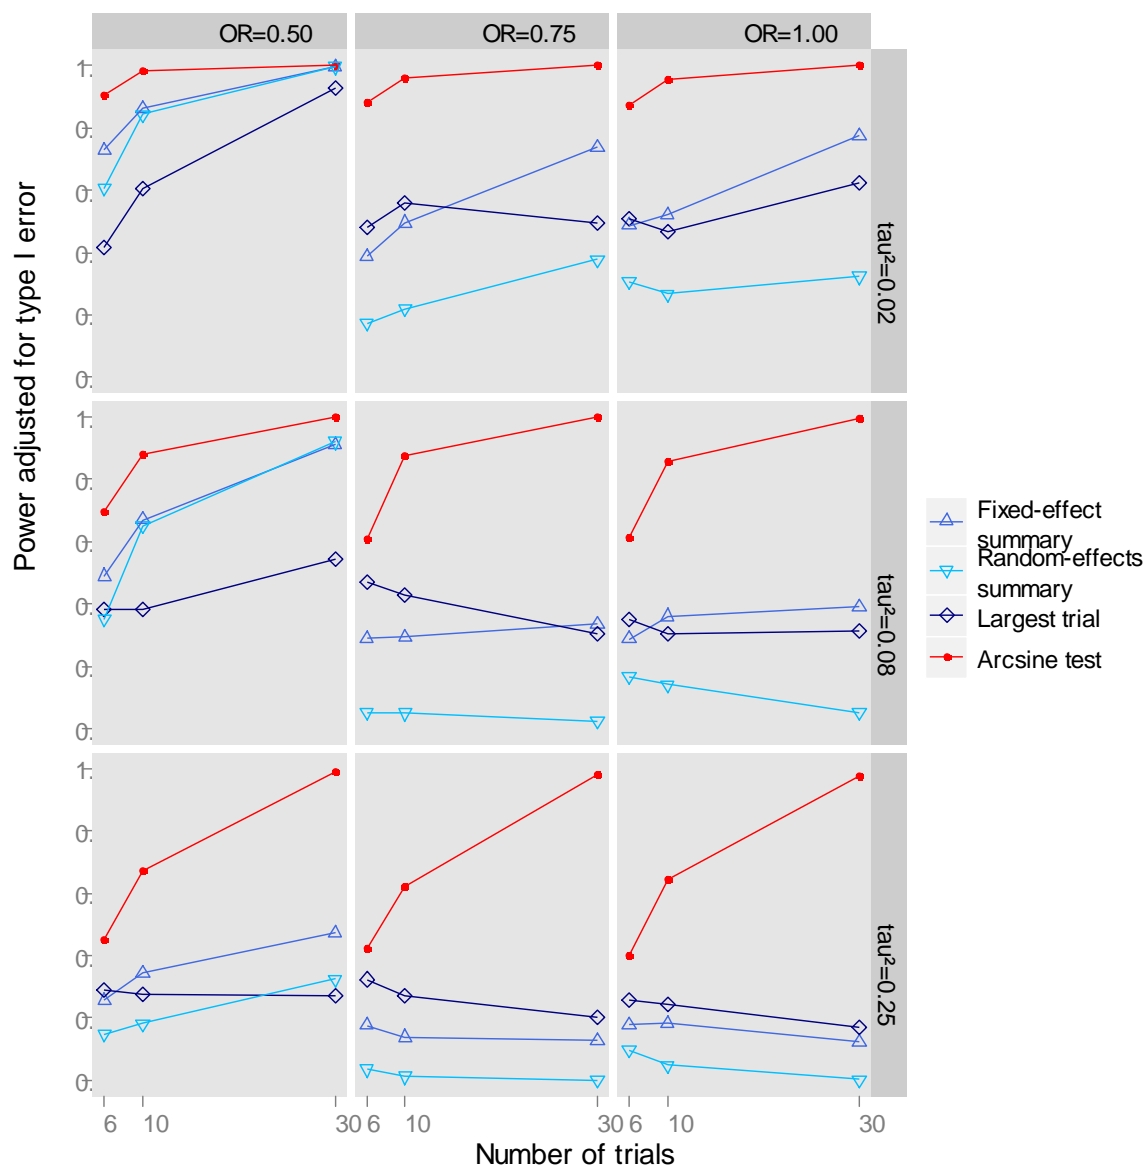 OR=0.50
OR=0.75
OR=1.00
1.
0.
0.
0.
0.
0.
tau²=0.02
1.
0.
0.
0.
0.
0.
tau²=0.08
1.
0.
0.
0.
0.
0.
tau²=0.25
6
10
30
6
10
30
6
10
30
Number of trials
Power adjusted for type I error
Fixed-effect
summary
Random-effects
summary
Largest trial
Arcsine test